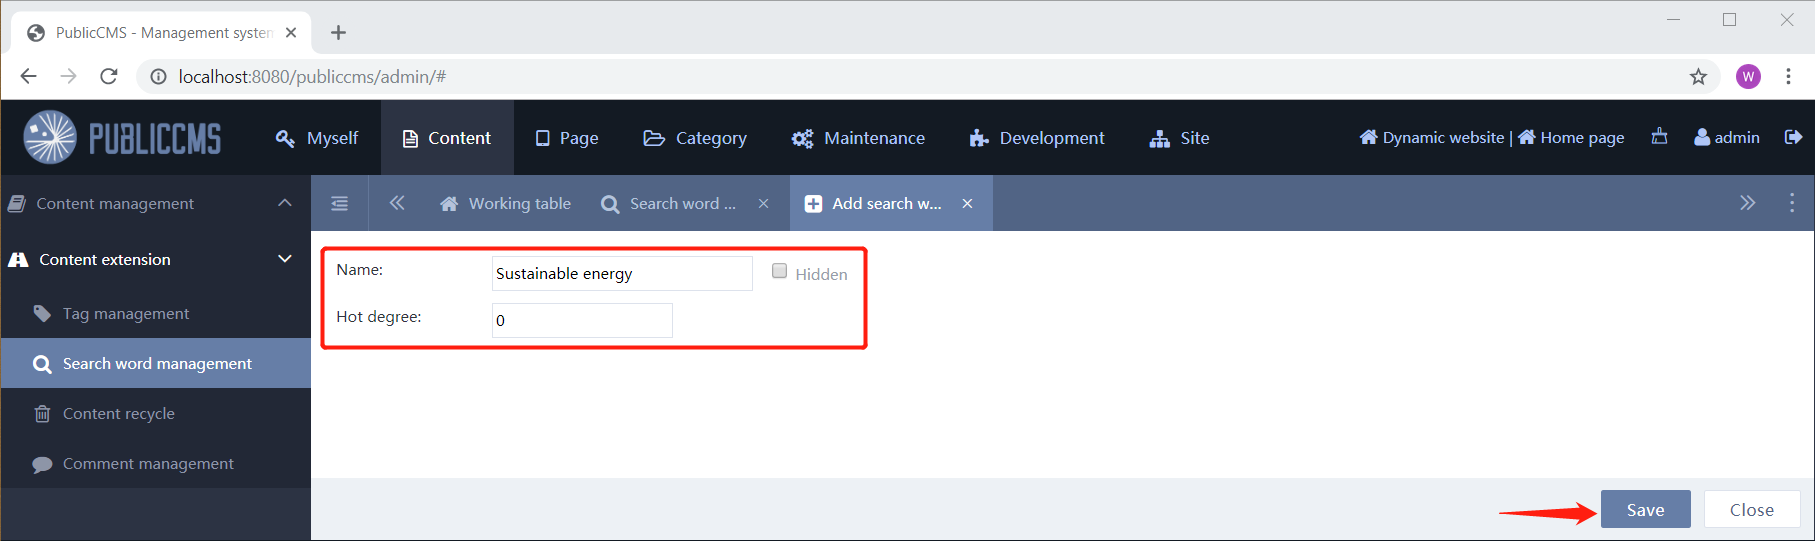 PublicCMS - Management system
localhost:8080/publiccms/admin/#
W
PUBLICCMS
Myself
Content
Page
Category
Maintenance
Development
Site
Dynamic website | Home page
admin
Content management
Working table
Search word ...
Add search w...
Content extension
Name:
Sustainable energy
Hidden
Hot degree:
0
Tag management
Search word management
Content recycle
Comment management
Save
Close